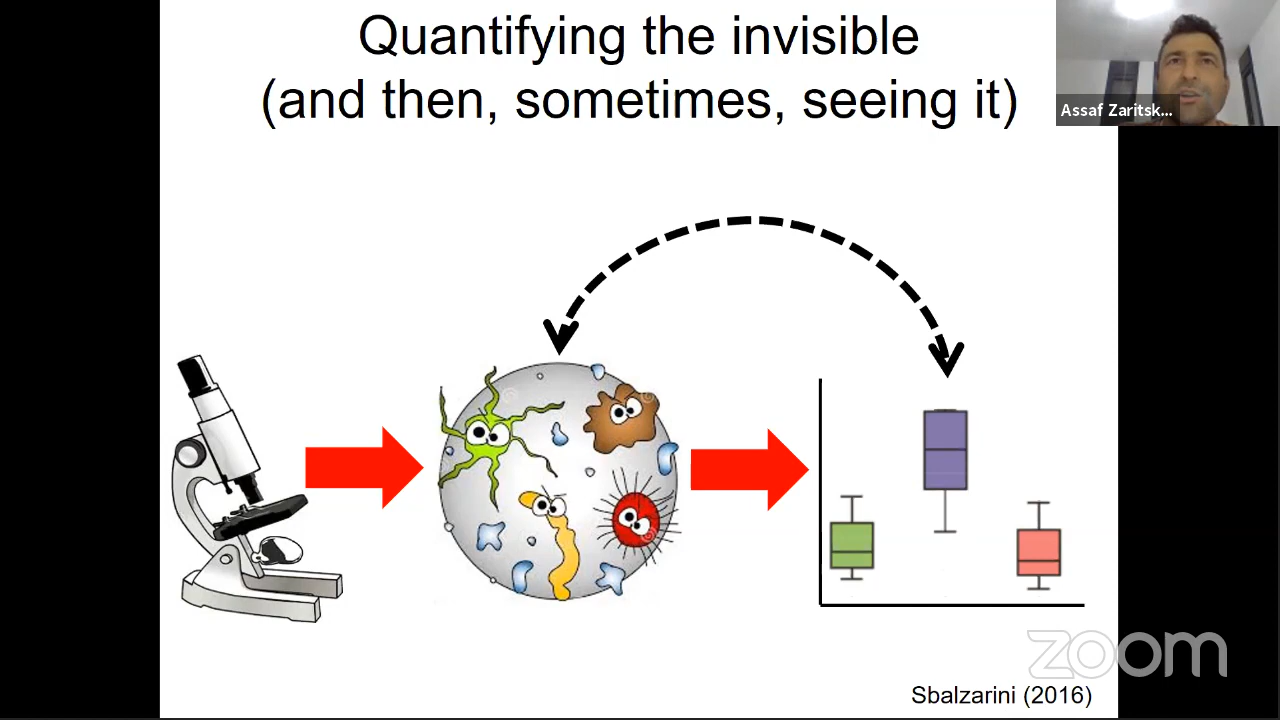 Quantifying the invisible
(and then, sometimes, seeing it)
Assaf Zaritsk...
zoom
Sbalzarini (2016)